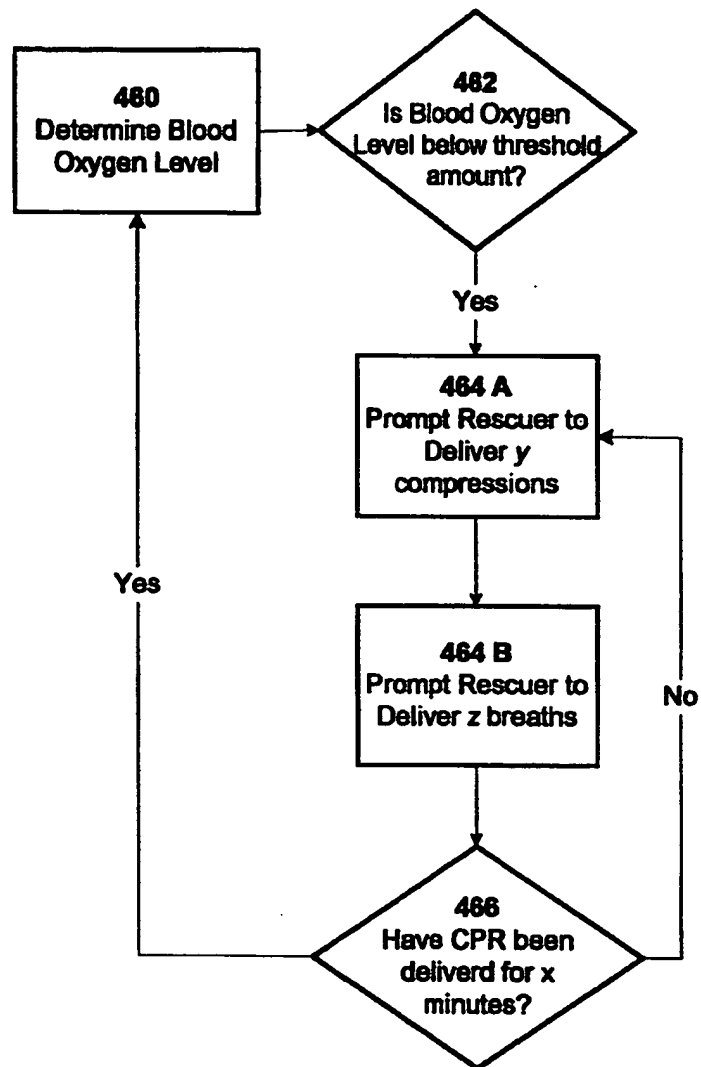 460
Determine Blood
Oxygen Level
462
Is Blood Oxygen
Level below threshold
amount?
Yes
464 A
Prompt Rescuer to
Deliver y
compressions
464 B
Prompt Rescuer to
Deliver z breaths
Yes
No
466
Have CPR been
deliverd for x
minutes?